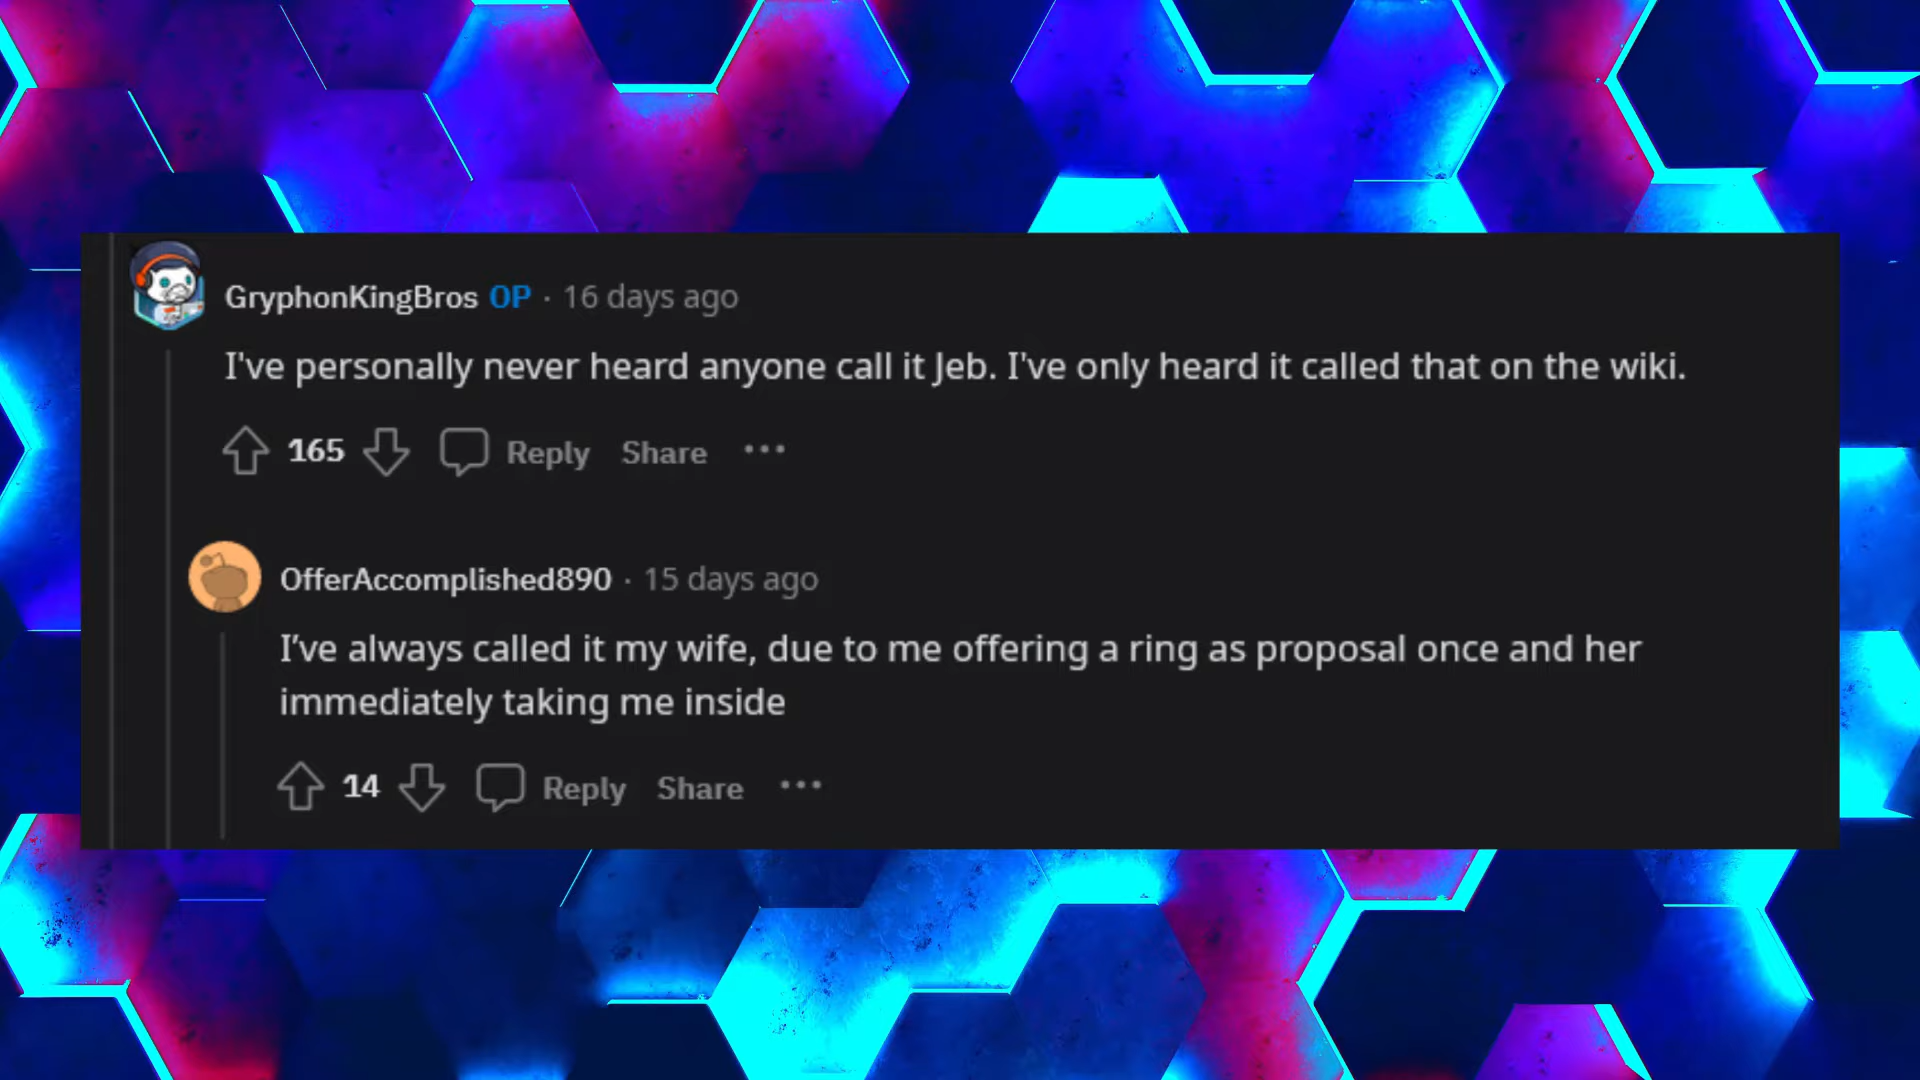 GryphonKingBros OP · 16 days ago
I've personally never heard anyone call it Jeb. I've only heard it called that on the wiki.
165 Reply Share ···
OfferAccomplished890 · 15 days ago
I’ve always called it my wife, due to me offering a ring as proposal once and her
immediately taking me inside
14 Reply Share ···